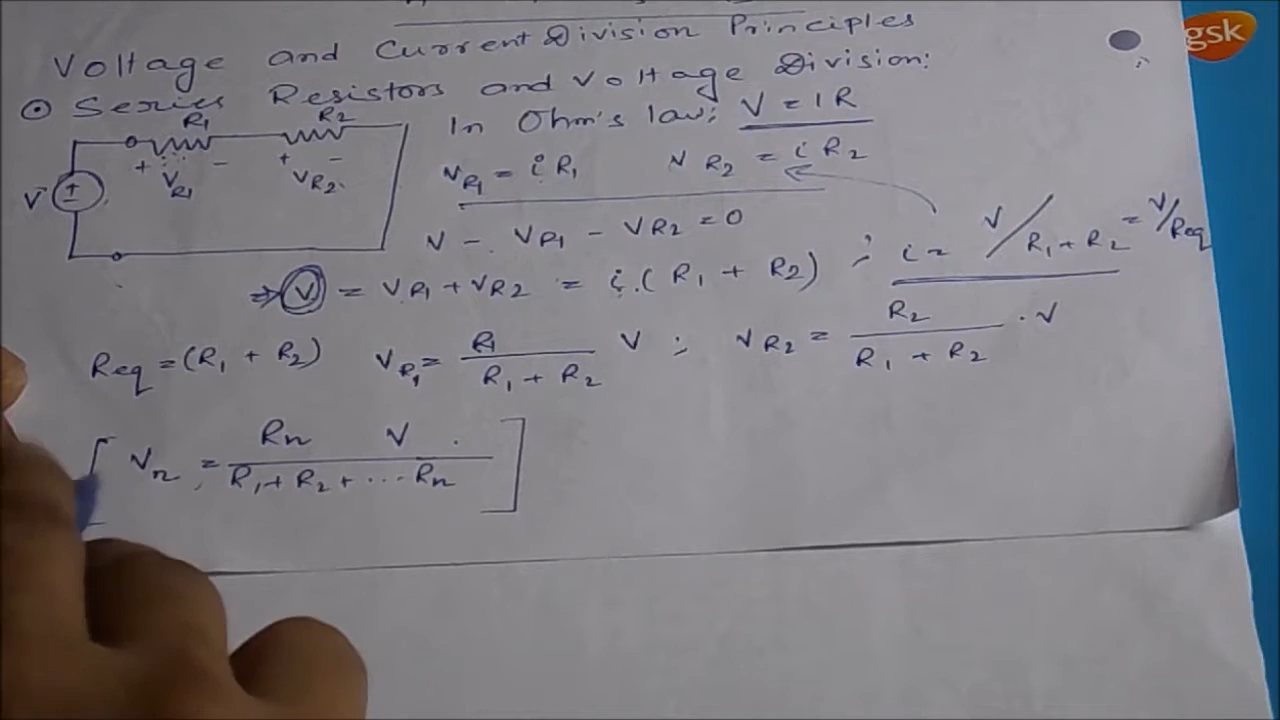 Voltage and Current Division Principles
⊙ Series Resistors and Voltage Division:
R1 R2
+ VR1 - + VR2 -
V
In Ohm's law; V = IR
VR1 = i R1 VR2 = i R2
V - VR1 - VR2 = 0
⇒ V = VR1 + VR2 = i.(R1 + R2) ; i = V/R1+R2 = V/Req
Req = (R1 + R2) VR1 = R1/R1 + R2 V ; VR2 = R2/R1 + R2 . V
[ Vn = Rn V/R1 + R2 + ... Rn ]
gsk